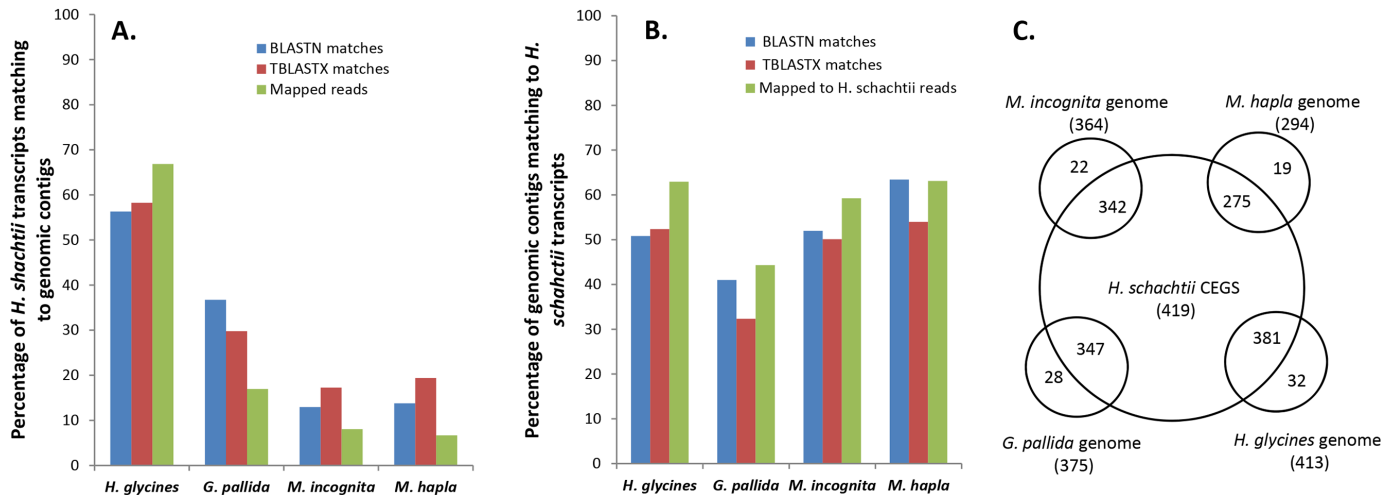 A.
BLASTN matches
TBLASTX matches
Mapped reads
Percentage of H. shachtii transcripts matching
to genomic contigs
100
90
80
70
60
50
40
30
20
10
0
H. glycines G. pallida M. incognita M. hapla
B.
BLASTN matches
TBLASTX matches
Mapped to H. schachtii reads
Percentage of genomic contigs matching to H.
schahctii transcripts
100
90
80
70
60
50
40
30
20
10
0
H. glycines G. pallida M. incognita M. hapla
C.
M. incognita genome
(364)
M. hapla genome
(294)
22
342
19
275
H. schachtii CEGS
(419)
347
28
381
32
G. pallida genome
(375)
H. glycines genome
(413)